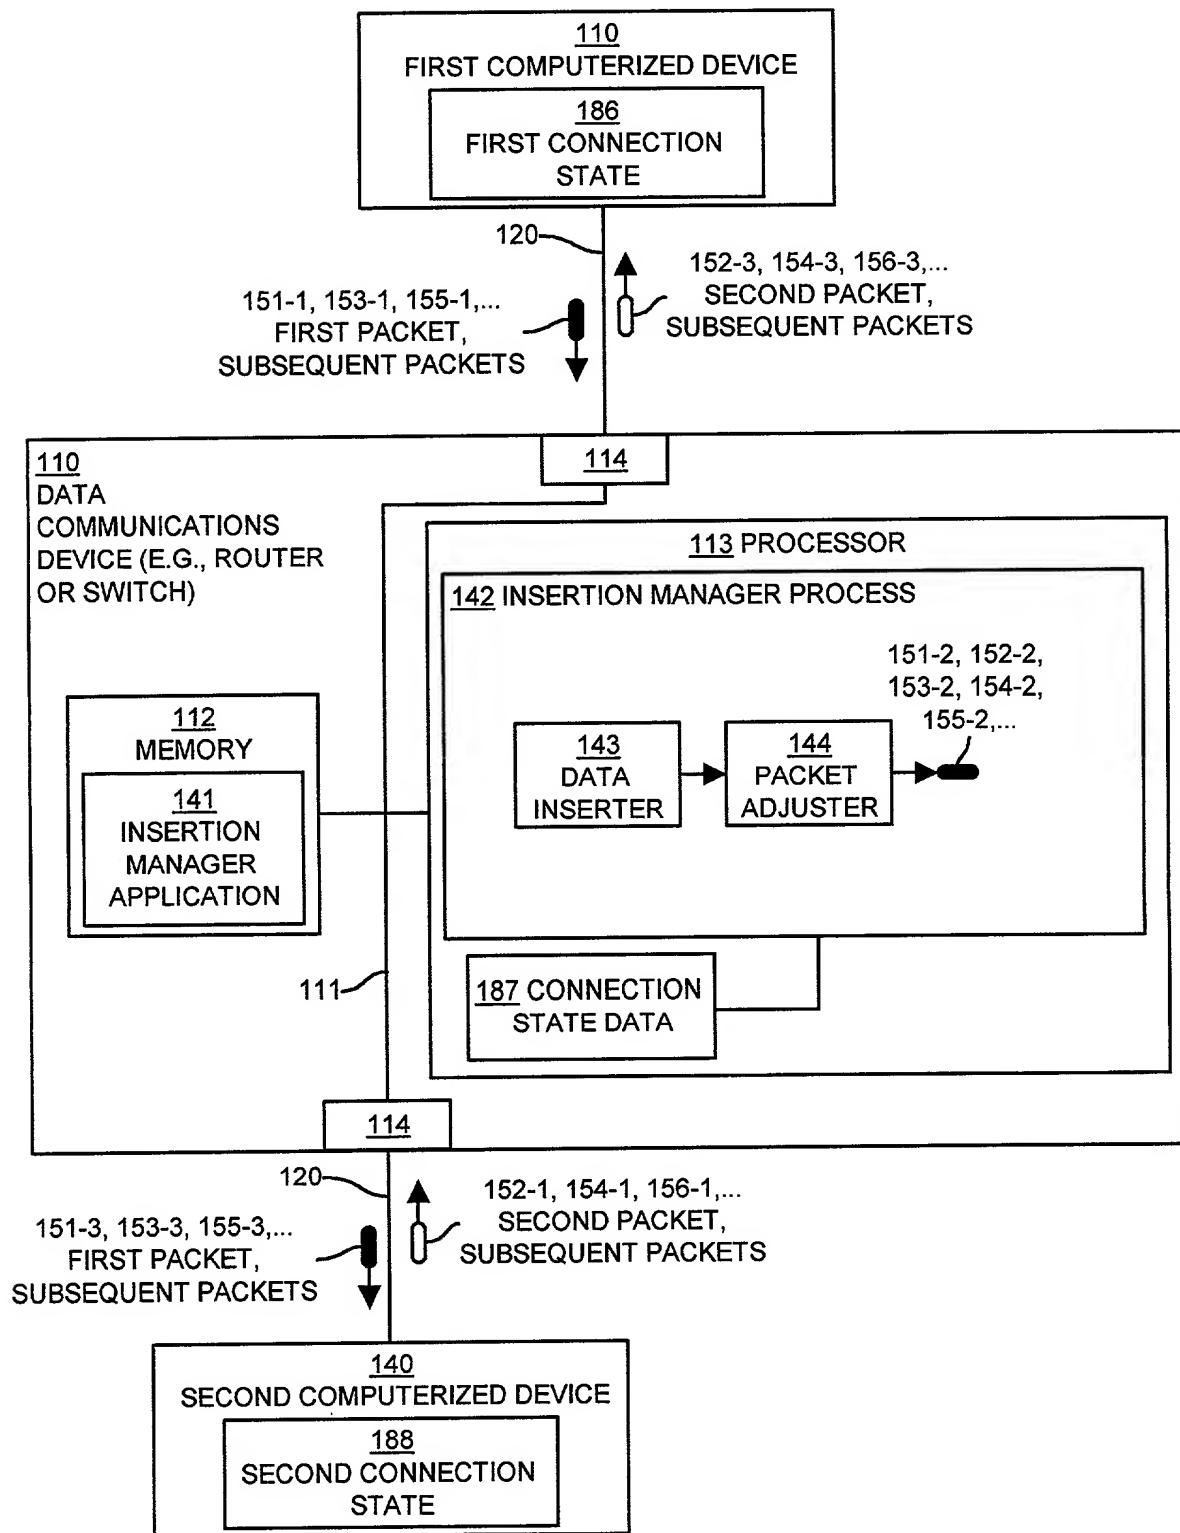 110
FIRST COMPUTERIZED DEVICE
186
FIRST CONNECTION
STATE
120
152-3, 154-3, 156-3,...
SECOND PACKET,
SUBSEQUENT PACKETS
151-1, 153-1, 155-1,...
FIRST PACKET,
SUBSEQUENT PACKETS
114
110
DATA
COMMUNICATIONS
DEVICE (E.G., ROUTER
OR SWITCH)
113 PROCESSOR
142 INSERTION MANAGER PROCESS
151-2, 152-2,
153-2, 154-2,
155-2,...
112
MEMORY
141
INSERTION
MANAGER
APPLICATION
143
DATA
INSERTER
144
PACKET
ADJUSTER
111
187 CONNECTION
STATE DATA
114
120
152-1, 154-1, 156-1,...
SECOND PACKET,
SUBSEQUENT PACKETS
151-3, 153-3, 155-3,...
FIRST PACKET,
SUBSEQUENT PACKETS
140
SECOND COMPUTERIZED DEVICE
188
SECOND CONNECTION
STATE